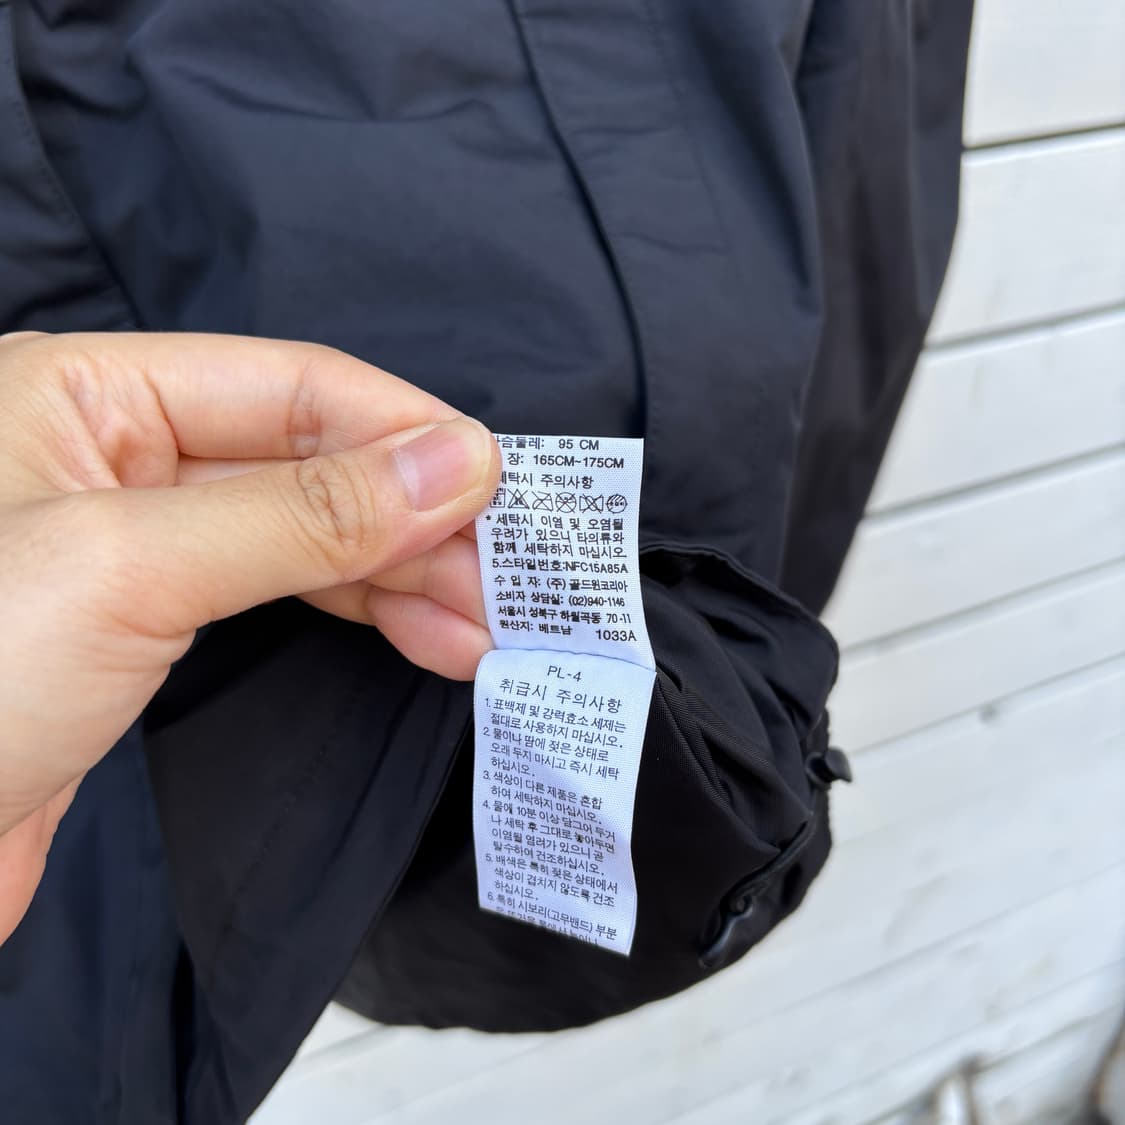 가슴둘레: 95 CM
장: 165CM~175CM
세탁시 주의사항
* 세탁시 이염 및 오염될
우려가 있으니 타의류와
함께 세탁하지 마십시오.
5.스타일번호:NFC15A85A
수 입 자: (주) 골드윈코리아
소비자 상담실: (02)940-1146
서울시 성북구 하월곡동 70-11
원산지: 베트남 1033A
PL-4
취급시 주의사항
1. 표백제 및 강력효소 세제는
절대로 사용하지 마십시오.
2. 물이나 땀에 젖은 상태로
오래 두지 마시고 즉시 세탁
하십시오.
3. 색상이 다른 제품은 혼합
하여 세탁하지 마십시오.
4. 물에 10분 이상 담그어 두거
나 세탁 후 그대로 놓아두면
이염될 염려가 있으니 곧
탈수하여 건조하십시오.
5. 배색은 특히 젖은 상태에서
색상이 겹치지 않도록 건조
하십시오.
6. 특히 시보리(고무밴드) 부분
은 뜨거운 물에서